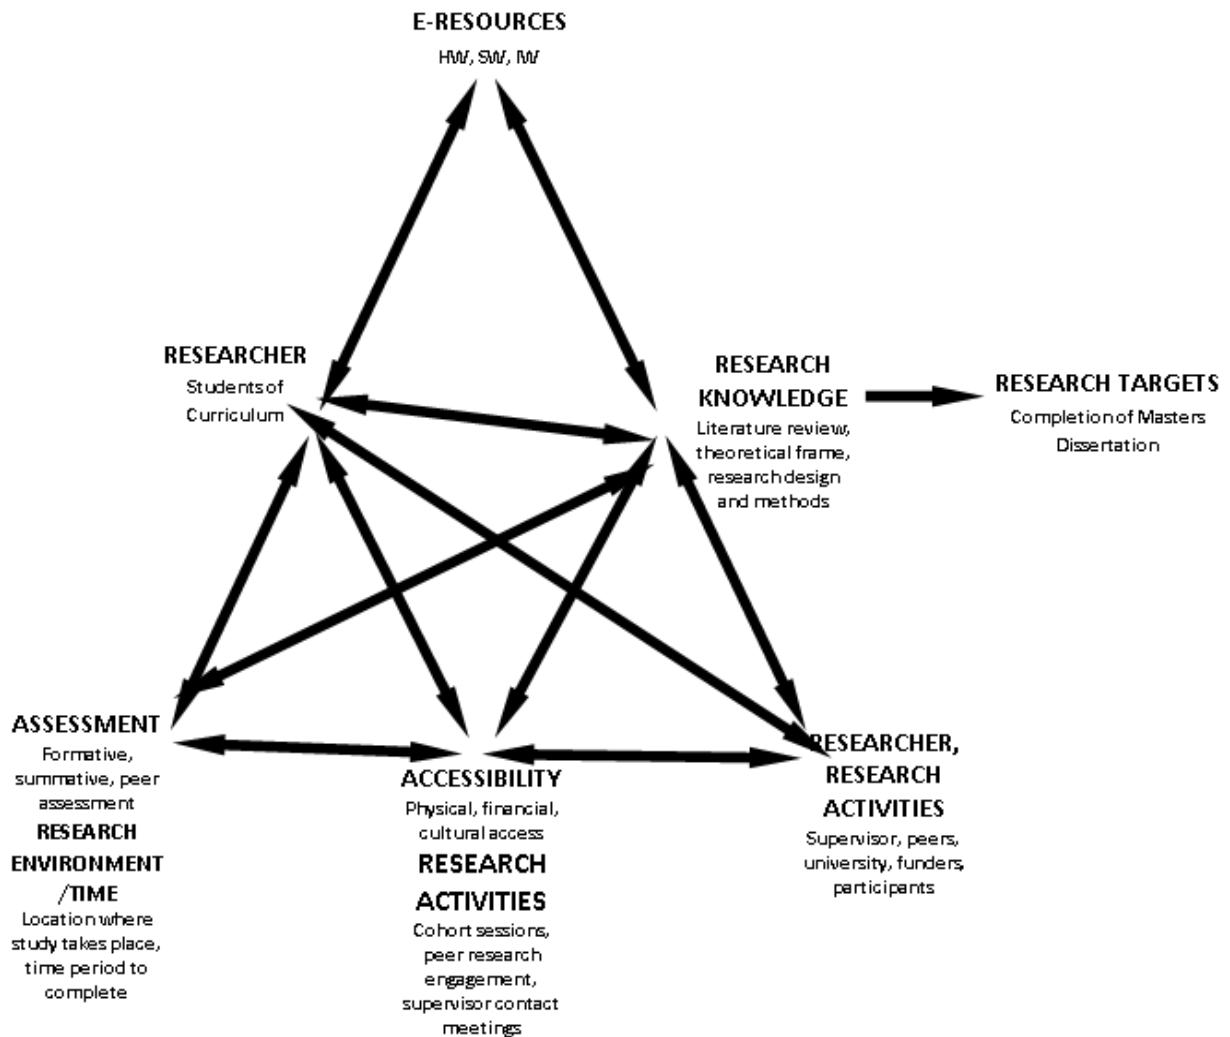 E-RESOURCES
HW, SW, IW
RESEARCHER
Students of
Curriculum
RESEARCH
KNOWLEDGE
Literature review,
theoretical frame,
research design
and methods
RESEARCH TARGETS
Completion of Masters
Dissertation
ASSESSMENT
Formative,
summative, peer
assessment
RESEARCH
ENVIRONMENT
/TIME
Location where
study takes place,
time period to
complete
ACCESSIBILITY
Physical, financial,
cultural access
RESEARCH
ACTIVITIES
Cohort sessions,
peer research
engagement,
supervisor contact
meetings
RESEARCHER,
RESEARCH
ACTIVITIES
Supervisor, peers,
university, funders,
participants